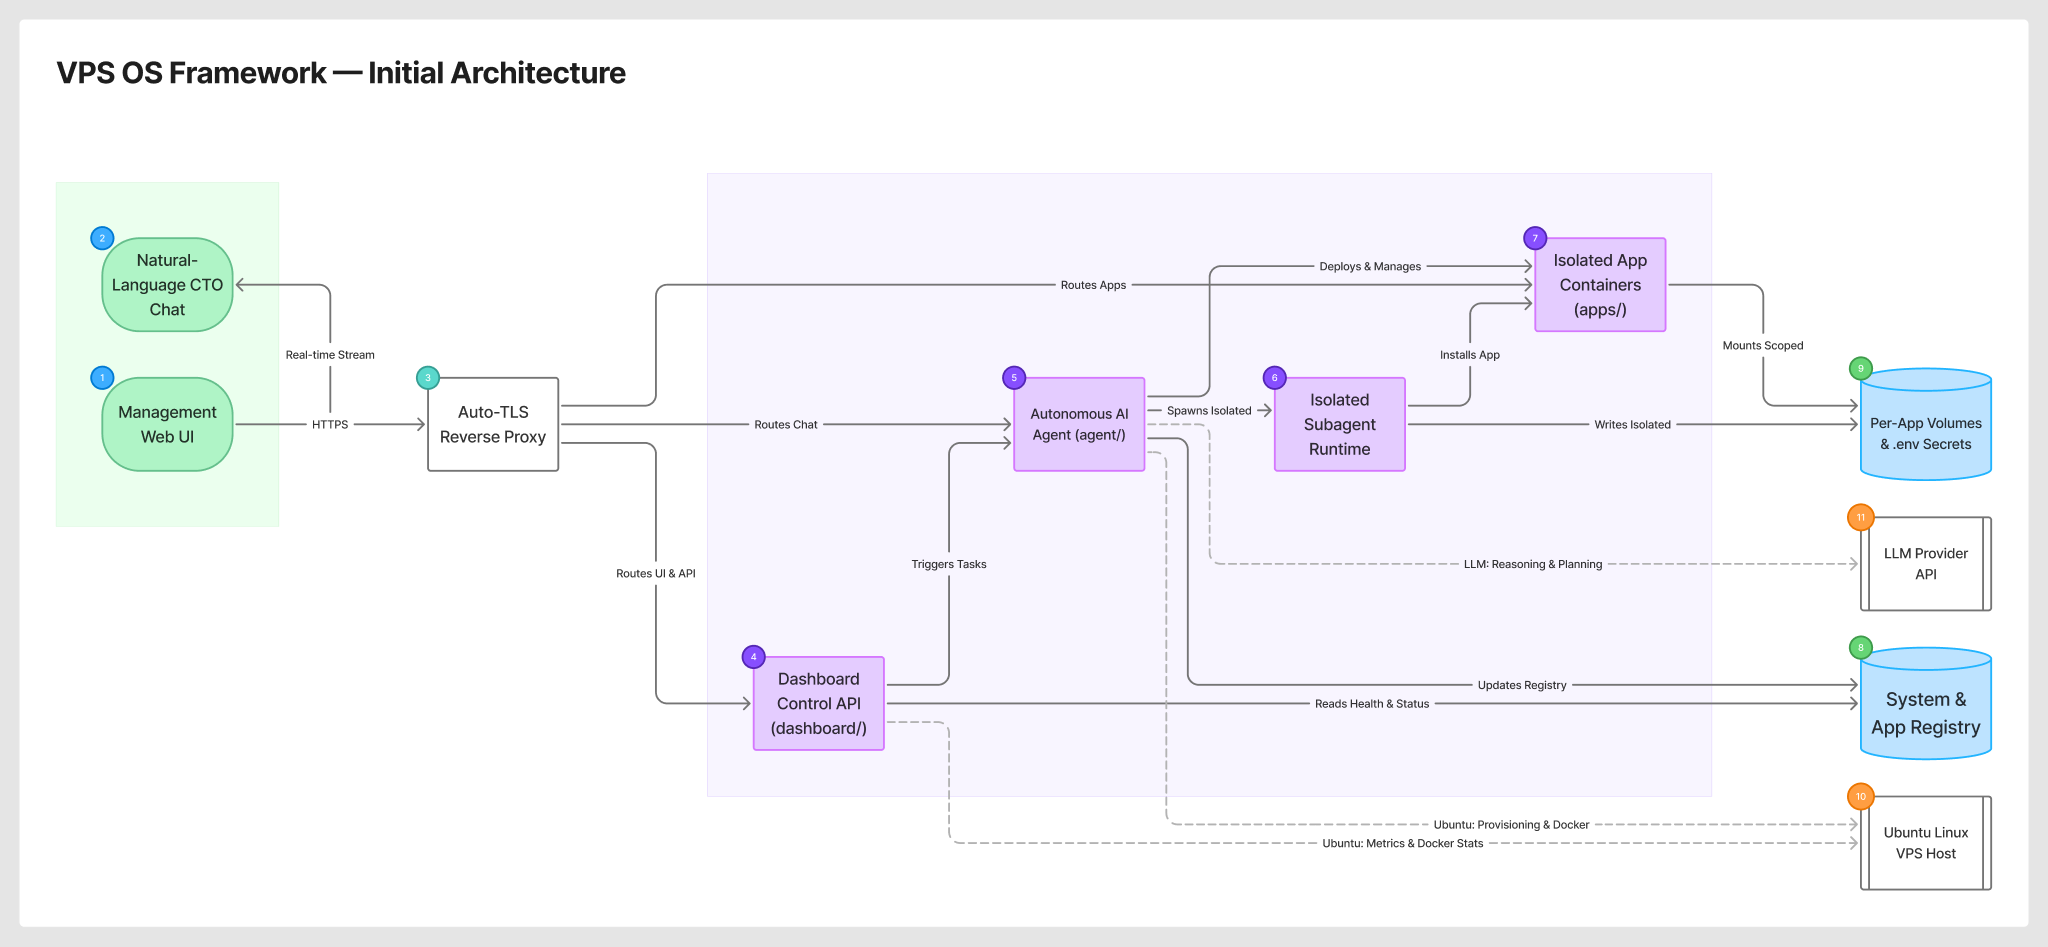 VPS OS Framework — Initial Architecture
2
Natural-
Language CTO
Chat
Real-time Stream
1
Management
Web UI
HTTPS
3
Auto-TLS
Reverse Proxy
Routes Apps
Routes Chat
Routes UI & API
4
Dashboard
Control API
(dashboard/)
Triggers Tasks
5
Autonomous AI
Agent (agent/)
Deploys & Manages
Spawns Isolated
6
Isolated
Subagent
Runtime
Installs App
7
Isolated App
Containers
(apps/)
Mounts Scoped
Writes Isolated
9
Per-App Volumes
& .env Secrets
LLM: Reasoning & Planning
11
LLM Provider
API
Updates Registry
Reads Health & Status
8
System &
App Registry
Ubuntu: Provisioning & Docker
Ubuntu: Metrics & Docker Stats
10
Ubuntu Linux
VPS Host